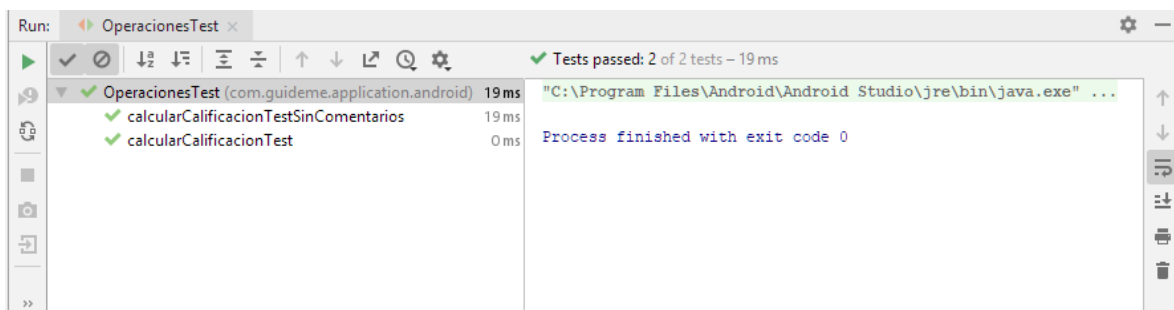 Run: OperacionesTest
Tests passed: 2 of 2 tests – 19 ms
OperacionesTest (com.guideme.application.android) 19 ms
calcularCalificacionTestSinComentarios 19 ms
calcularCalificacionTest 0 ms
"C:\Program Files\Android\Android Studio\jre\bin\java.exe" ...
Process finished with exit code 0